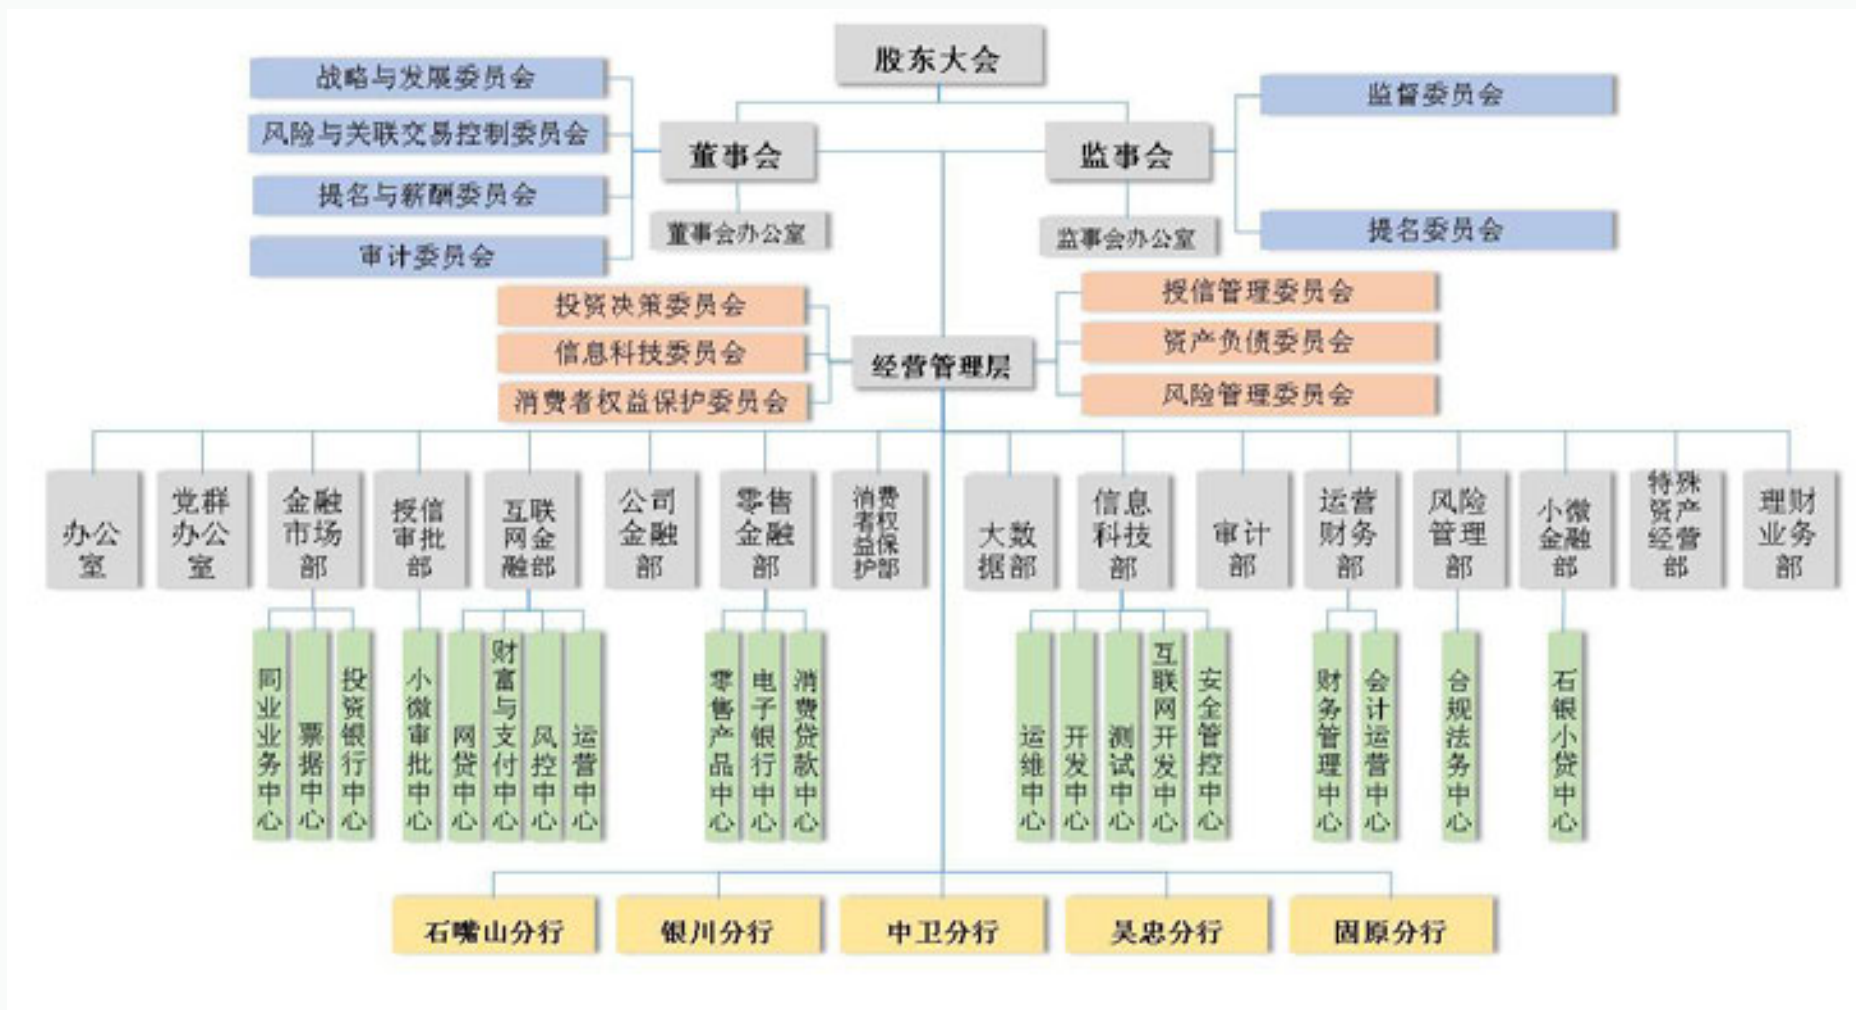 股东大会
战略与发展委员会
风险与关联交易控制委员会
提名与薪酬委员会
审计委员会
董事会
监事会
监督委员会
提名委员会
董事会办公室
监事会办公室
投资决策委员会
信息科技委员会
消费者权益保护委员会
经营管理层
授信管理委员会
资产负债委员会
风险管理委员会
办公
室
党群
办公
室
金融
市场
部
授信
审批
部
互联
网金
融部
公司
金融
部
零售
金融
部
消费
者权
益保
护部
大数
据部
信息
科技
部
审计
部
运营
财务
部
风险
管理
部
小微
金融
部
特殊
资产
经营
部
理财
业务
部
同业业务中心
票据中心
投资银行中心
小微审批中心
网贷中心
财富与支付中心
风控中心
运营中心
零售产品中心
电子银行中心
消费贷款中心
运维中心
开发中心
测试中心
互联网开发中心
安全管控中心
财务管理中心
会计运营中心
合规法务中心
石银小贷中心
石嘴山分行
银川分行
中卫分行
吴忠分行
固原分行